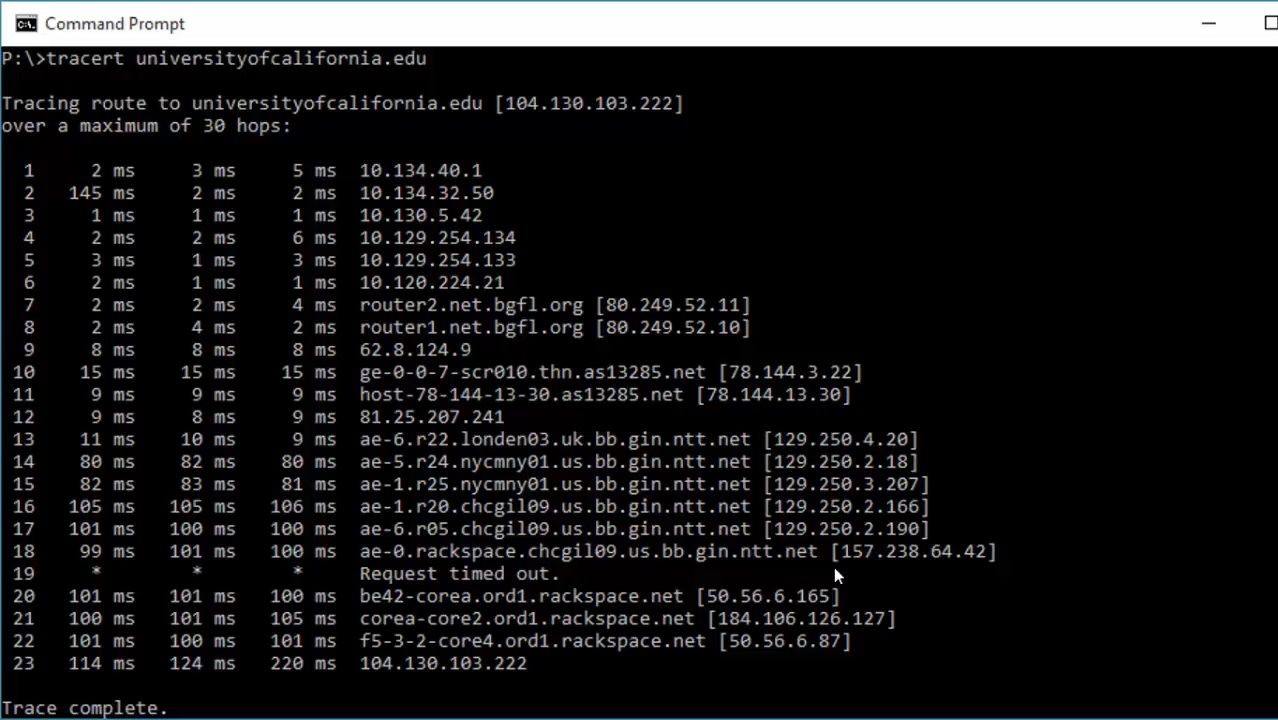 Command Prompt
P:\>tracert universityofcalifornia.edu
Tracing route to universityofcalifornia.edu [104.130.103.222]
over a maximum of 30 hops:
1 2 ms 3 ms 5 ms 10.134.40.1
2 145 ms 2 ms 2 ms 10.134.32.50
3 1 ms 1 ms 1 ms 10.130.5.42
4 2 ms 2 ms 6 ms 10.129.254.134
5 3 ms 1 ms 3 ms 10.129.254.133
6 2 ms 1 ms 1 ms 10.120.224.21
7 2 ms 2 ms 4 ms router2.net.bgfl.org [80.249.52.11]
8 2 ms 4 ms 2 ms router1.net.bgfl.org [80.249.52.10]
9 8 ms 8 ms 8 ms 62.8.124.9
10 15 ms 15 ms 15 ms ge-0-0-7-scr010.thn.as13285.net [78.144.3.22]
11 9 ms 9 ms 9 ms host-78-144-13-30.as13285.net [78.144.13.30]
12 9 ms 8 ms 9 ms 81.25.207.241
13 11 ms 10 ms 9 ms ae-6.r22.londen03.uk.bb.gin.ntt.net [129.250.4.20]
14 80 ms 82 ms 80 ms ae-5.r24.nycmny01.us.bb.gin.ntt.net [129.250.2.18]
15 82 ms 83 ms 81 ms ae-1.r25.nycmny01.us.bb.gin.ntt.net [129.250.3.207]
16 105 ms 105 ms 106 ms ae-1.r20.chcgil09.us.bb.gin.ntt.net [129.250.2.166]
17 101 ms 100 ms 100 ms ae-6.r05.chcgil09.us.bb.gin.ntt.net [129.250.2.190]
18 99 ms 101 ms 100 ms ae-0.rackspace.chcgil09.us.bb.gin.ntt.net [157.238.64.42]
19 * * * Request timed out.
20 101 ms 101 ms 100 ms be42-corea.ord1.rackspace.net [50.56.6.165]
21 100 ms 101 ms 105 ms corea-core2.ord1.rackspace.net [184.106.126.127]
22 101 ms 100 ms 101 ms f5-3-2-core4.ord1.rackspace.net [50.56.6.87]
23 114 ms 124 ms 220 ms 104.130.103.222
Trace complete.